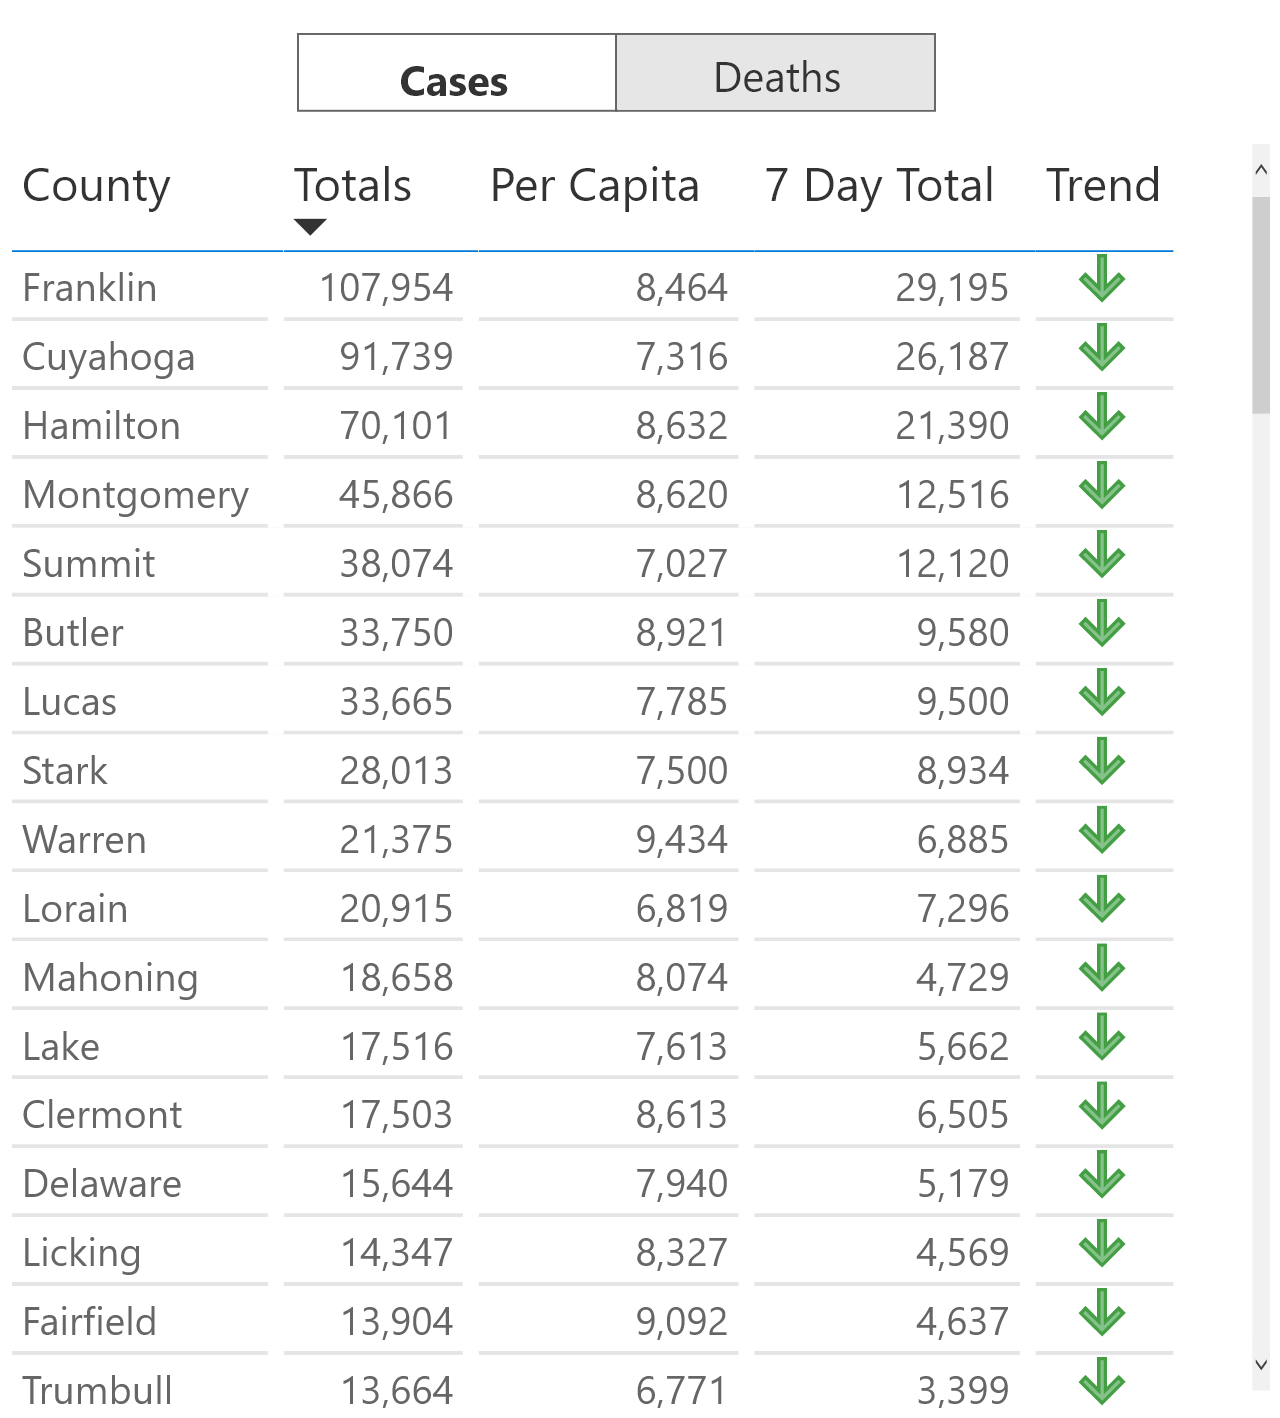 Cases Deaths
County Totals Per Capita 7 Day Total Trend
Franklin 107,954 8,464 29,195
Cuyahoga 91,739 7,316 26,187
Hamilton 70,101 8,632 21,390
Montgomery 45,866 8,620 12,516
Summit 38,074 7,027 12,120
Butler 33,750 8,921 9,580
Lucas 33,665 7,785 9,500
Stark 28,013 7,500 8,934
Warren 21,375 9,434 6,885
Lorain 20,915 6,819 7,296
Mahoning 18,658 8,074 4,729
Lake 17,516 7,613 5,662
Clermont 17,503 8,613 6,505
Delaware 15,644 7,940 5,179
Licking 14,347 8,327 4,569
Fairfield 13,904 9,092 4,637
Trumbull 13,664 6,771 3,399